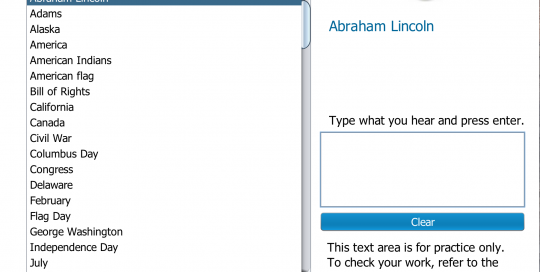 Abraham Lincoln
Adams
Alaska
America
American Indians
American flag
Bill of Rights
California
Canada
Civil War
Columbus Day
Congress
Delaware
February
Flag Day
George Washington
Independence Day
July
Abraham Lincoln
Type what you hear and press enter.
Clear
This text area is for practice only.
To check your work, refer to the